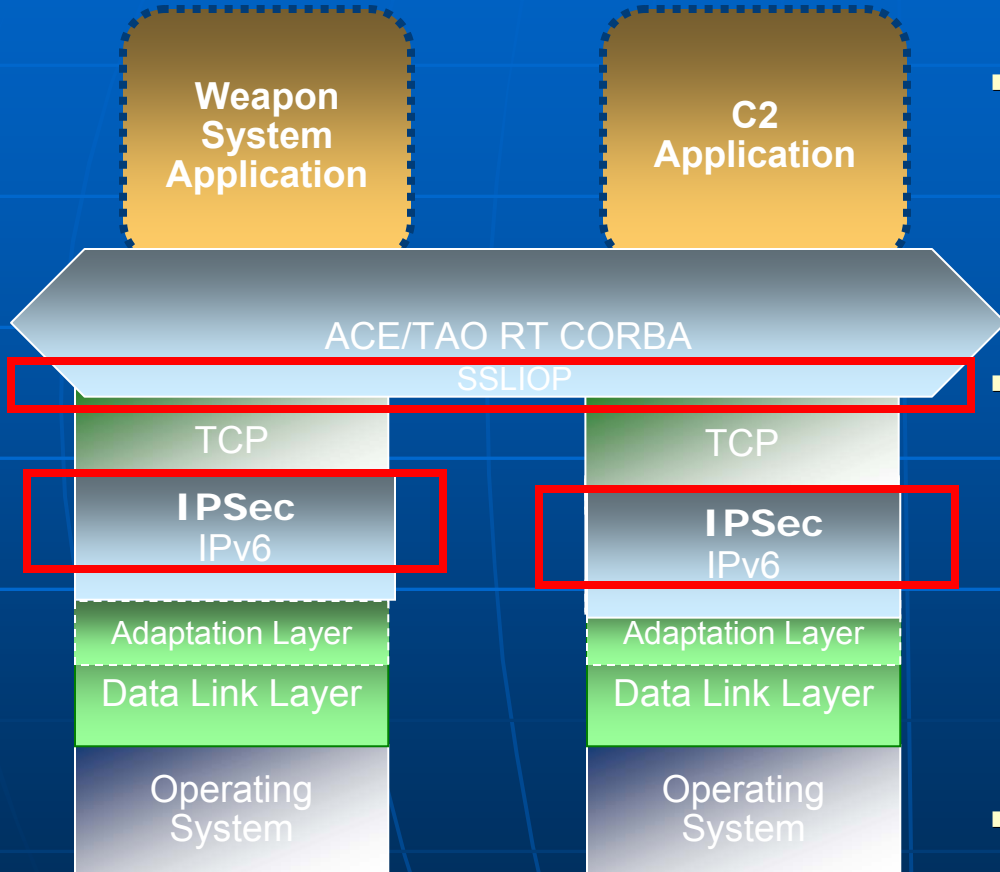 Weapon
System
Application
C2
Application
ACE/TAO RT CORBA
SSLIOP
TCP
IPSec
IPv6
Adaptation Layer
Data Link Layer
Operating
System
TCP
IPSec
IPv6
Adaptation Layer
Data Link Layer
Operating
System